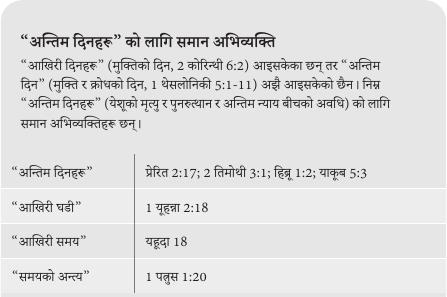 “अन्तिम दिनहरू” को लागि समान अभिव्यक्ति
“आखिरी दिनहरू” (मुक्तिको दिन, 2 कोरिन्थी 6:2) आइसकेका छन् तर “अन्तिम
दिन” (मुक्ति र क्रोधको दिन, 1 थेसलोनिकी 5:1-11) अझै आइसकेको छैन। निम्न
“अन्तिम दिनहरू” (येशूको मृत्यु र पुनरुत्थान र अन्तिम न्याय बीचको अवधि) को लागि
समान अभिव्यक्तिहरू छन्।
“अन्तिम दिनहरू” प्रेरित 2:17; 2 तिमोथी 3:1; हिब्रू 1:2; याकूब 5:3
“आखिरी घडी” 1 यूहन्ना 2:18
“आखिरी समय” यहूदा 18
“समयको अन्त्य” 1 पत्रुस 1:20